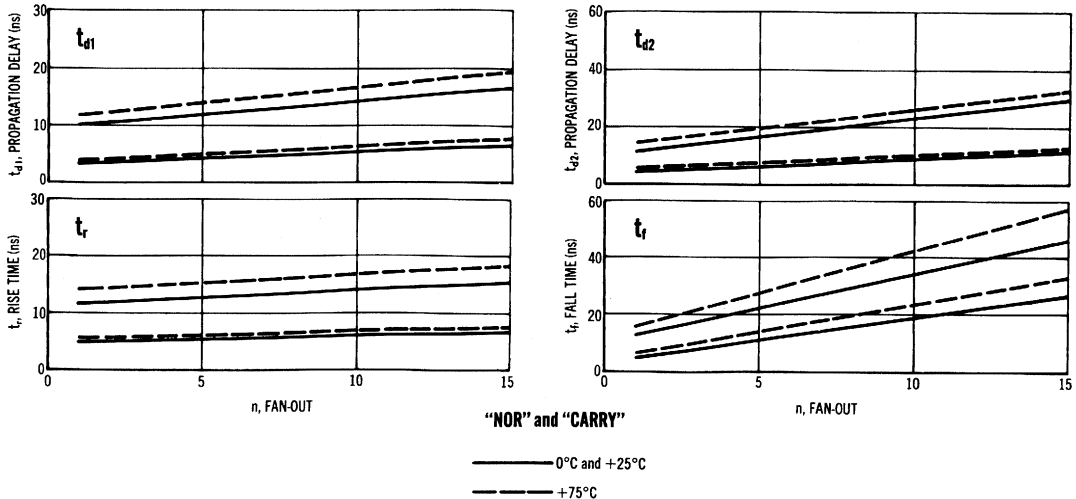 30
20
10
0
t_d1, PROPAGATION DELAY (ns)
t_d1
60
40
20
0
t_d2, PROPAGATION DELAY (ns)
t_d2
30
20
10
0
t_r, RISE TIME (ns)
t_r
0 5 10 15
n, FAN-OUT
60
40
20
0
t_f, FALL TIME (ns)
t_f
0 5 10 15
n, FAN-OUT
“NOR” and “CARRY”
0°C and +25°C
+75°C